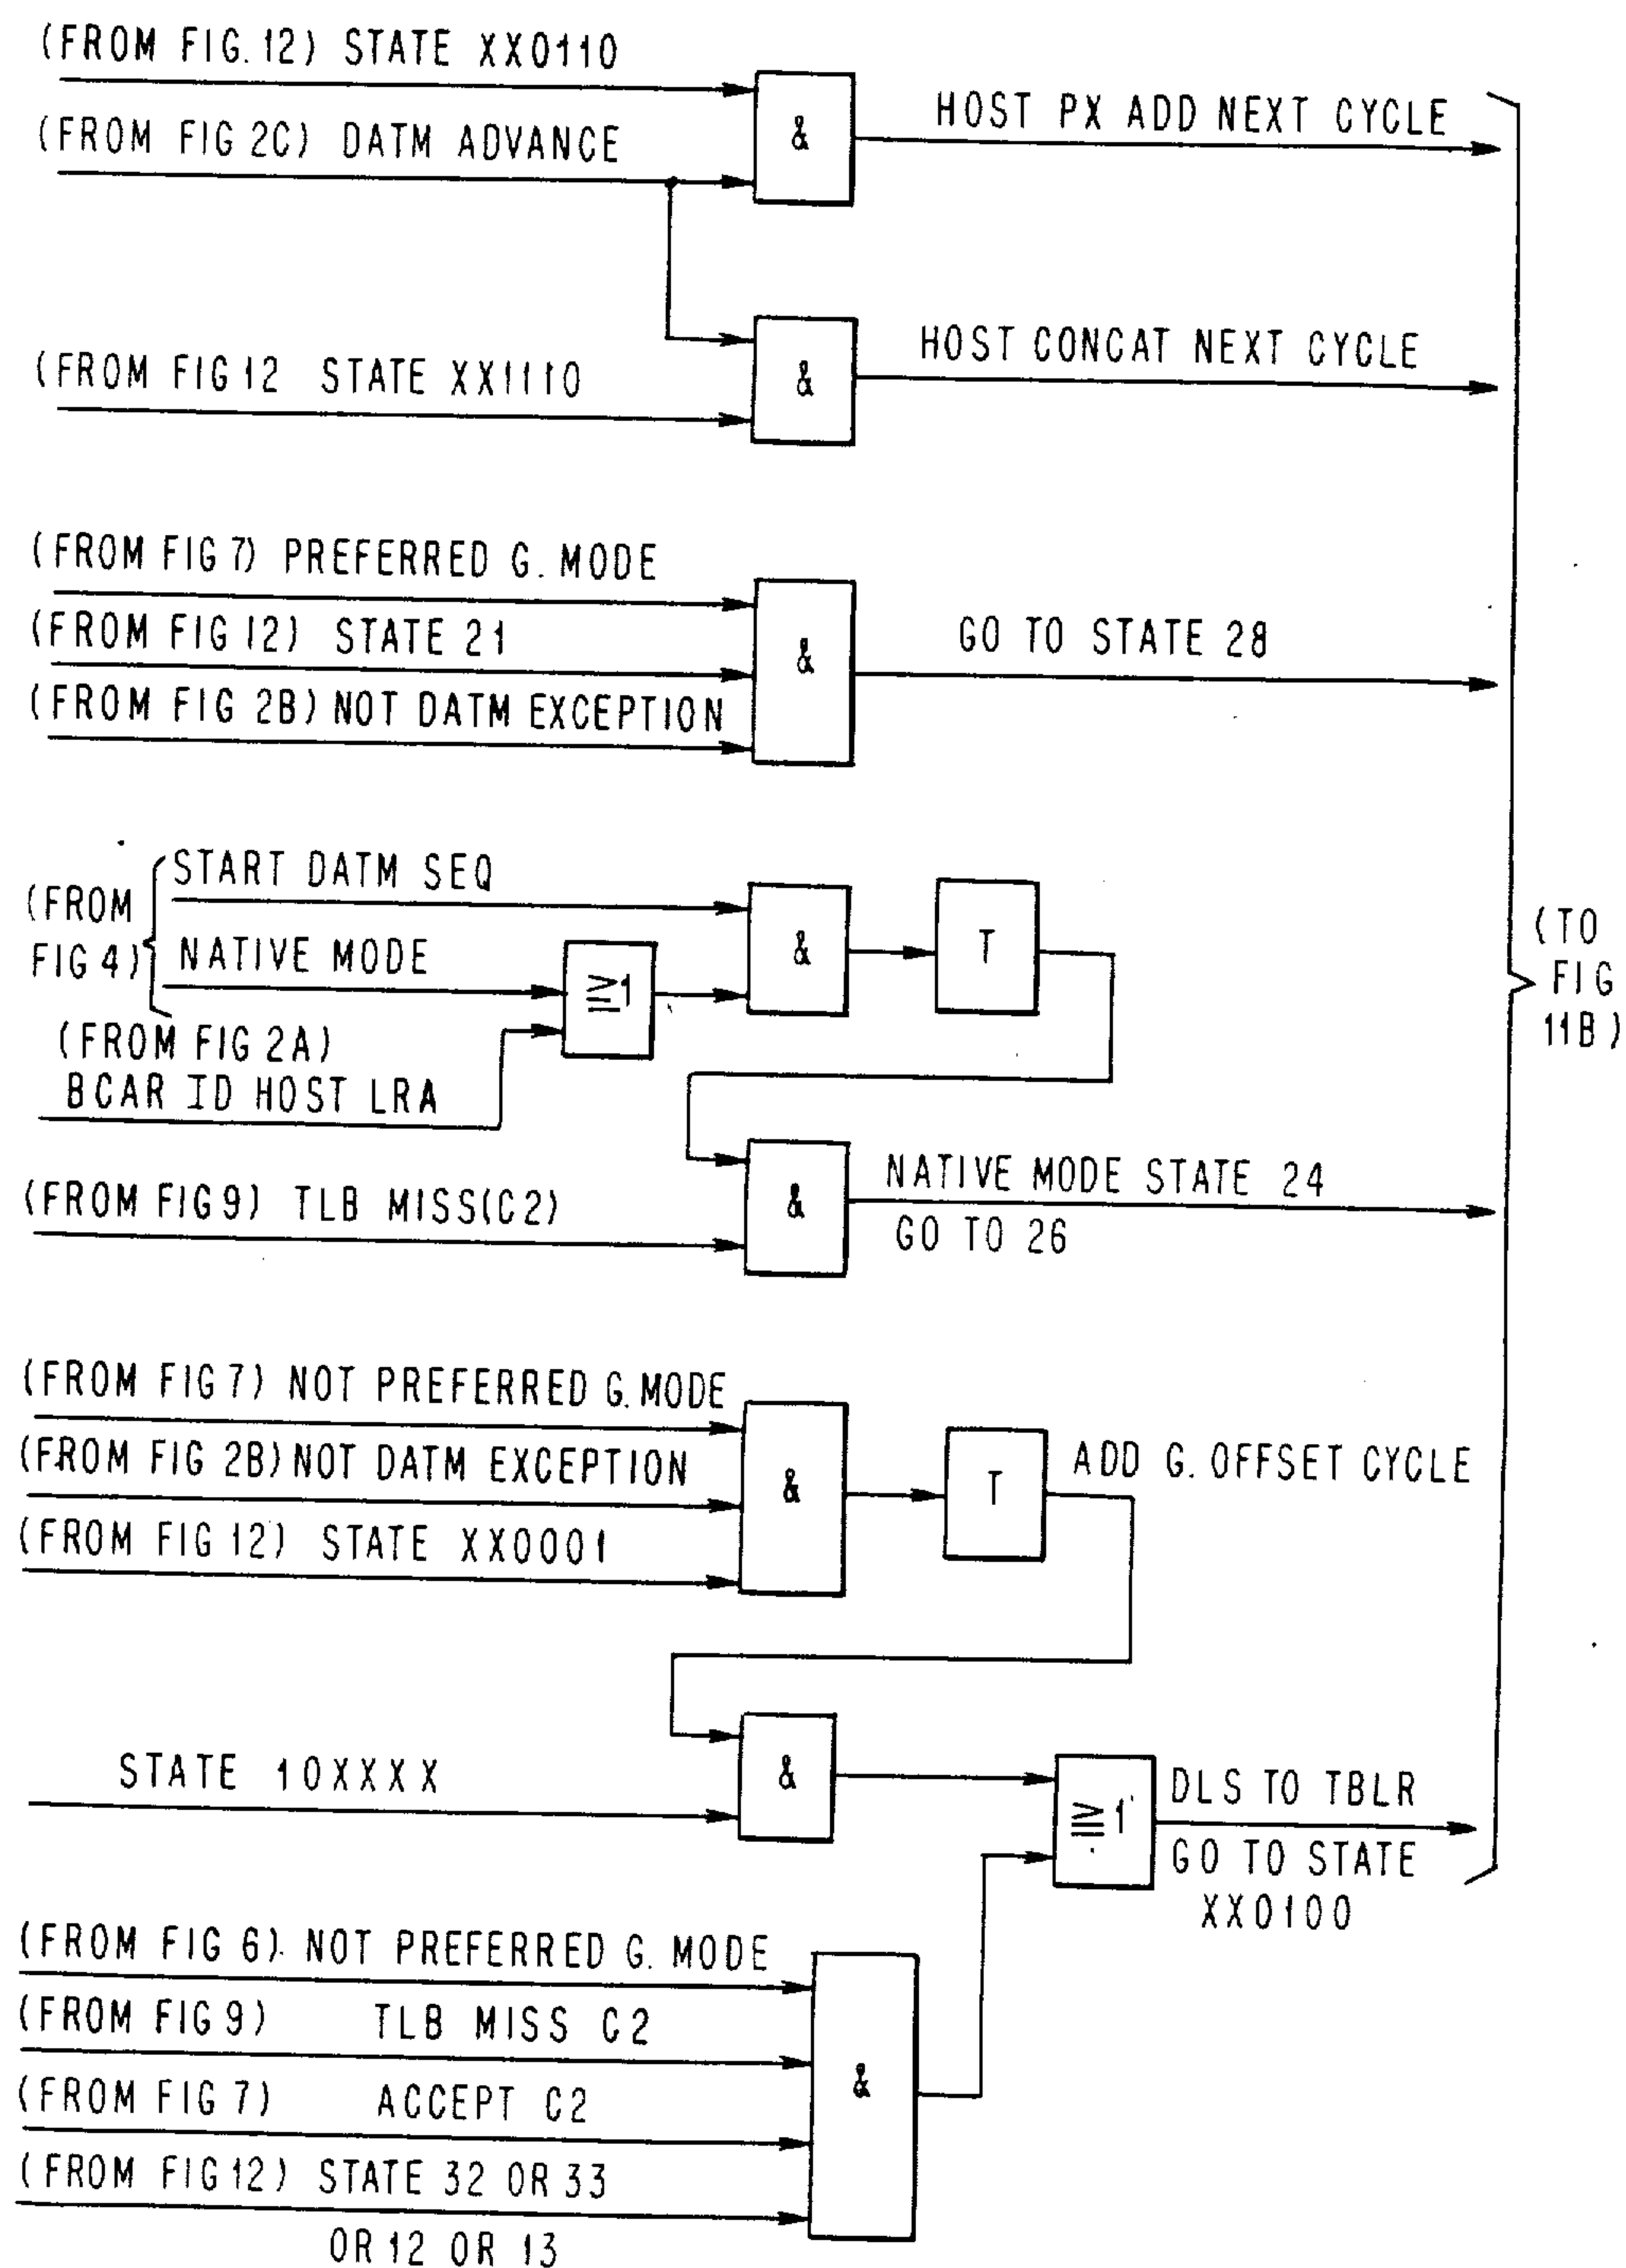 (FROM FIG. 12) STATE XX0110
(FROM FIG 2C) DATM ADVANCE
&
HOST PX ADD NEXT CYCLE
(FROM FIG 12 STATE XX1110
&
HOST CONCAT NEXT CYCLE
(FROM FIG 7) PREFERRED G. MODE
(FROM FIG 12) STATE 21
(FROM FIG 2B) NOT DATM EXCEPTION
&
GO TO STATE 28
(FROM
FIG 4)
START DATM SEQ
NATIVE MODE
(FROM FIG 2A)
BCAR ID HOST LRA
≧1
&
T
(TO
FIG
11B)
(FROM FIG 9) TLB MISS(C2)
&
NATIVE MODE STATE 24
GO TO 26
(FROM FIG 7) NOT PREFERRED G. MODE
(FROM FIG 2B) NOT DATM EXCEPTION
(FROM FIG 12) STATE XX0001
&
T
ADD G. OFFSET CYCLE
STATE 10XXXX
&
≧1
DLS TO TBLR
GO TO STATE
XX0100
(FROM FIG 6) NOT PREFERRED G. MODE
(FROM FIG 9) TLB MISS C2
(FROM FIG 7) ACCEPT C2
(FROM FIG 12) STATE 32 OR 33
OR 12 OR 13
&